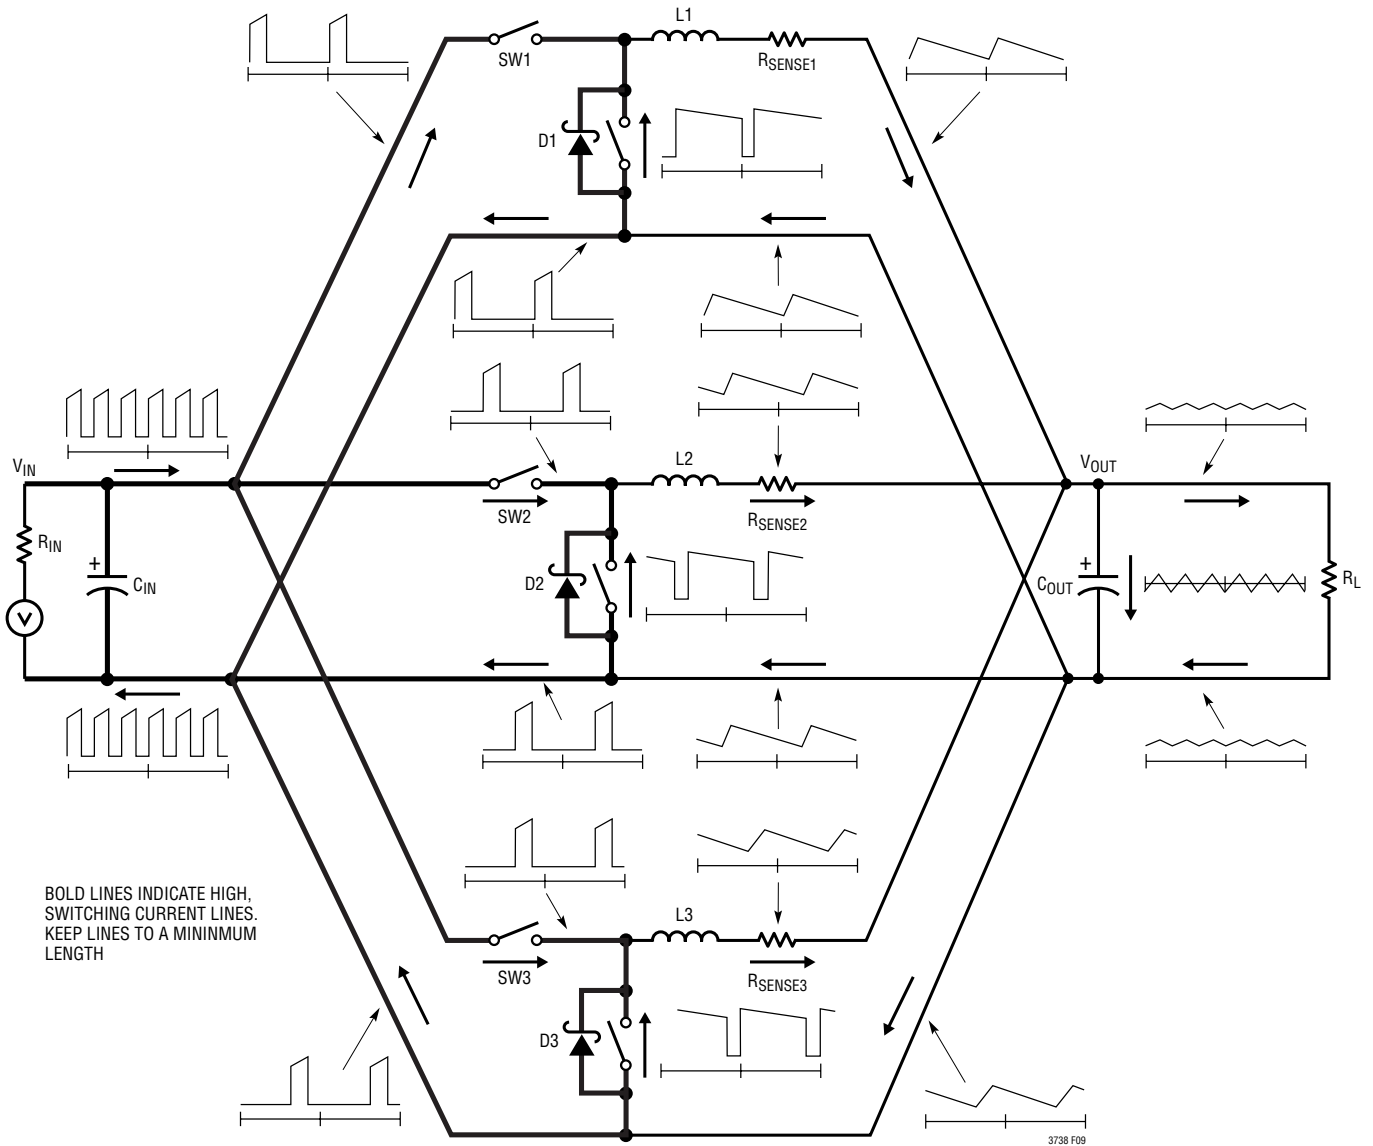 L1
SW1
RSENSE1
D1
VIN
L2
VOUT
SW2
RSENSE2
RIN
+
CIN
D2
+
COUT
RL
V
BOLD LINES INDICATE HIGH,
SWITCHING CURRENT LINES.
KEEP LINES TO A MININMUM
LENGTH
L3
SW3
RSENSE3
D3
3738 F09